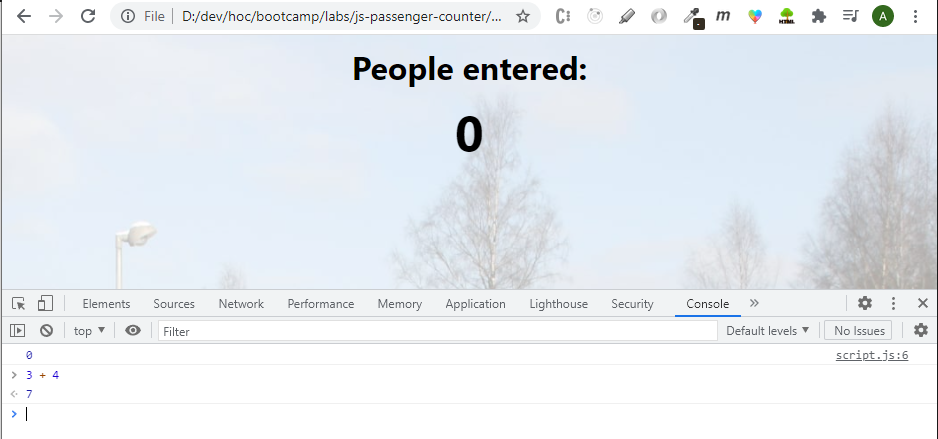 File D:/dev/hoc/bootcamp/labs/js-passenger-counter/... C: m HTML A
People entered:
0
Elements Sources Network Performance Memory Application Lighthouse Security Console »
top ▼ Filter Default levels ▼ No Issues
0 script.js:6
> 3 + 4
7
>